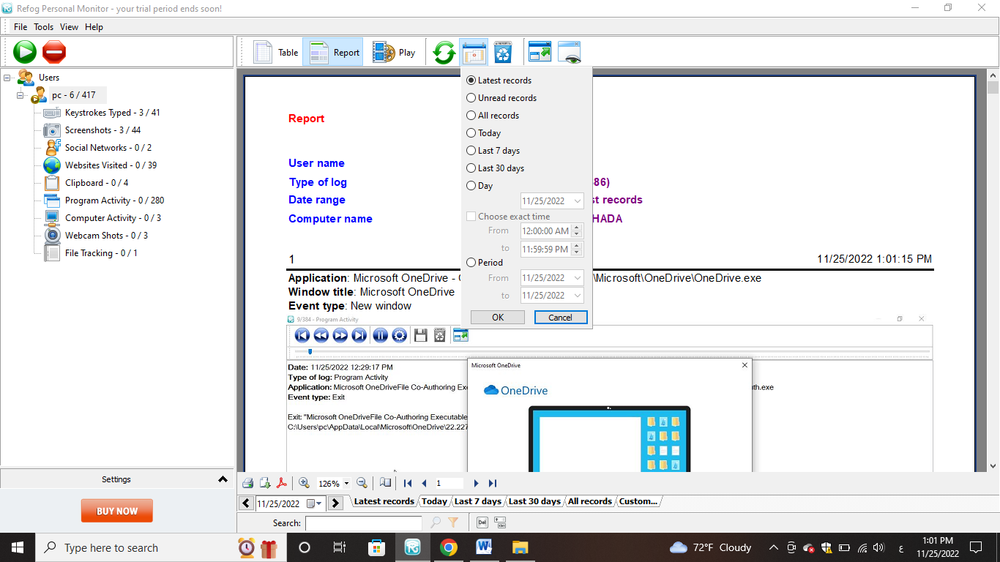 Refog Personal Monitor - your trial period ends soon!
File Tools View Help
Table Report Play
Users
pc - 6 / 417
Keystrokes Typed - 3 / 41
Screenshots - 3 / 44
Social Networks - 0 / 2
Websites Visited - 0 / 39
Clipboard - 0 / 4
Program Activity - 0 / 280
Computer Activity - 0 / 3
Webcam Shots - 0 / 3
File Tracking - 0 / 1
Settings
BUY NOW
Latest records
Unread records
All records
Today
Last 7 days
Last 30 days
Day
11/25/2022
Choose exact time
From 12:00:00 AM
to 11:59:59 PM
Period
From 11/25/2022
to 11/25/2022
OK Cancel
Report
User name
Type of log 86)
Date range st records
Computer name HADA
1 11/25/2022 1:01:15 PM
Application: Microsoft OneDrive - \Microsoft\OneDrive\OneDrive.exe
Window title: Microsoft OneDrive
Event type: New window
9/384 - Program Activity
Date: 11/25/2022 12:29:17 PM
Type of log: Program Activity
Application: Microsoft OneDriveFile Co-Authoring Exe th.exe
Event type: Exit
Exit: "Microsoft OneDriveFile Co-Authoring Executable
C:\Users\pc\AppData\Local\Microsoft\OneDrive\22.227
Microsoft OneDrive
OneDrive
126% 1
11/25/2022 Latest records Today Last 7 days Last 30 days All records Custom...
Search: Del
Type here to search
72°F Cloudy
ع
1:01 PM
11/25/2022